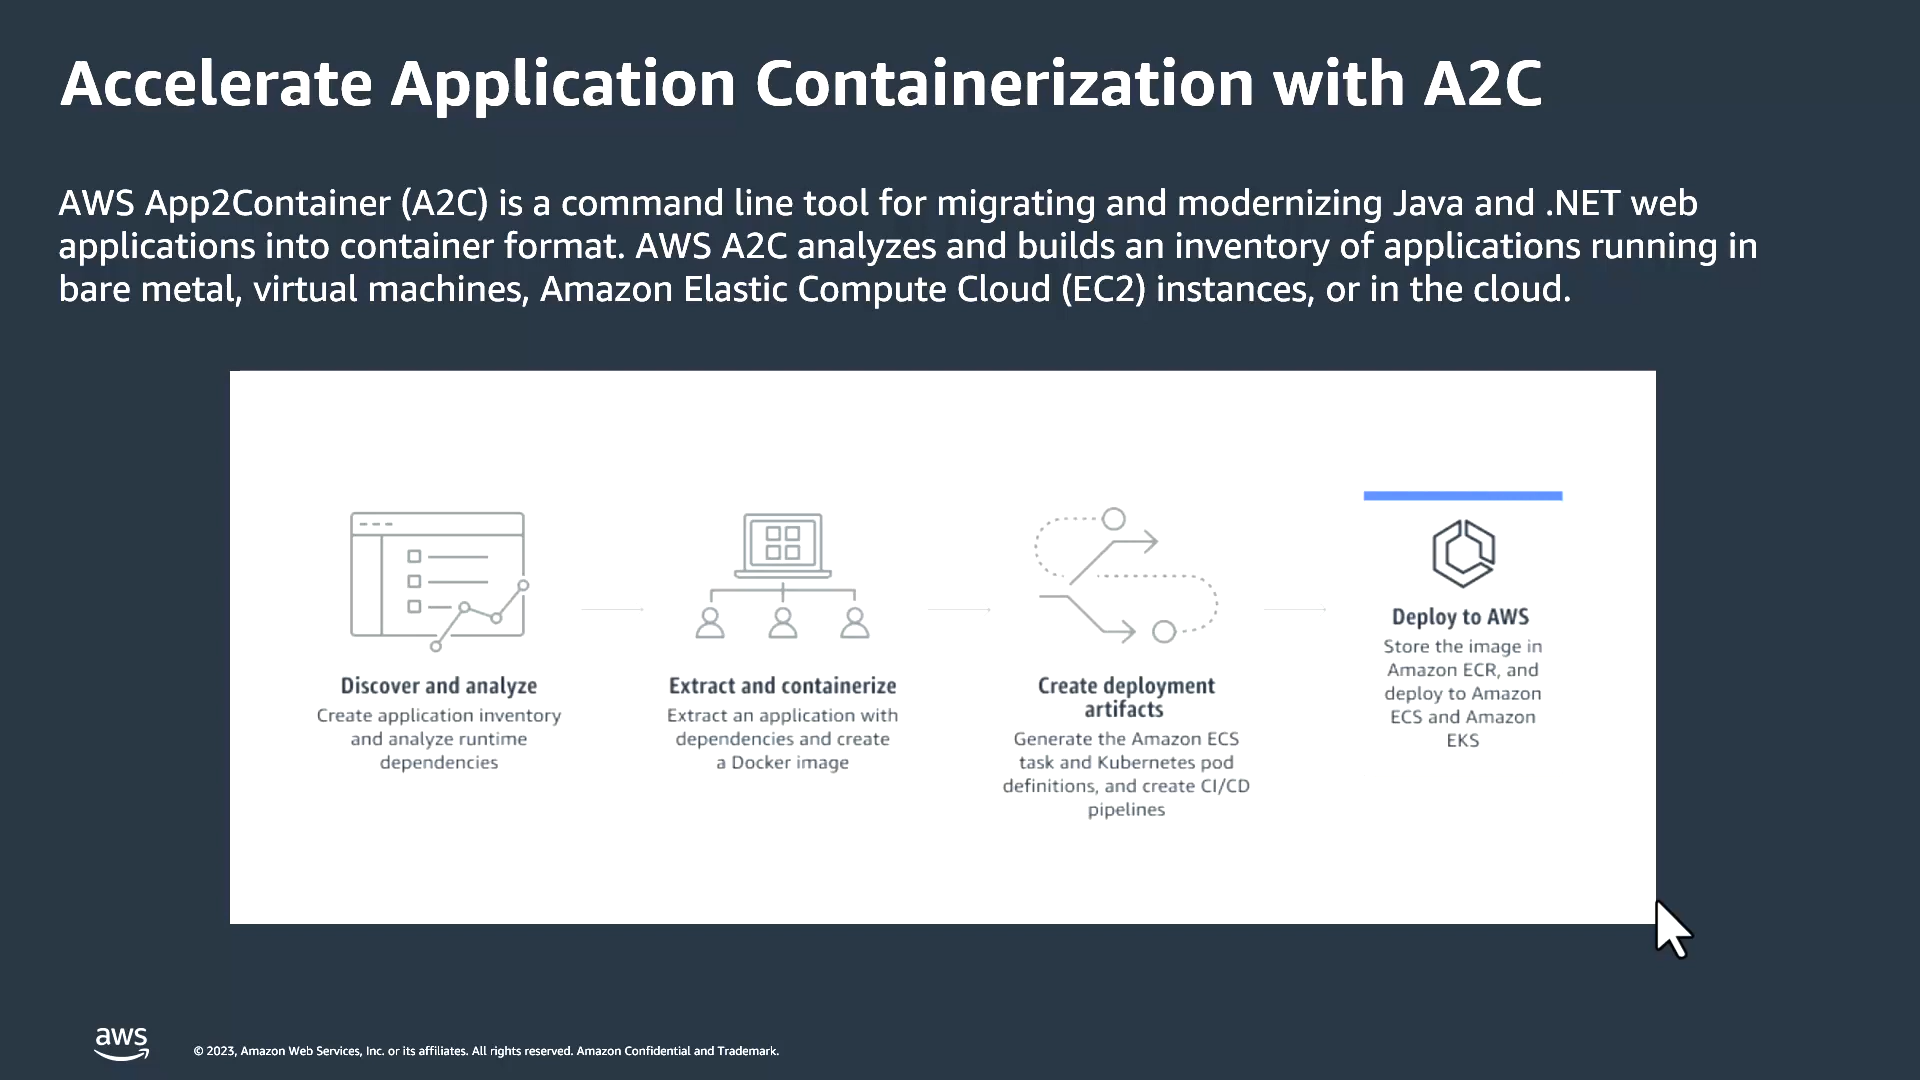 Accelerate Application Containerization with A2C
AWS App2Container (A2C) is a command line tool for migrating and modernizing Java and .NET web
applications into container format. AWS A2C analyzes and builds an inventory of applications running in
bare metal, virtual machines, Amazon Elastic Compute Cloud (EC2) instances, or in the cloud.
Discover and analyze
Create application inventory
and analyze runtime
dependencies
Extract and containerize
Extract an application with
dependencies and create
a Docker image
Create deployment
artifacts
Generate the Amazon ECS
task and Kubernetes pod
definitions, and create CI/CD
pipelines
Deploy to AWS
Store the image in
Amazon ECR, and
deploy to Amazon
ECS and Amazon
EKS
aws
© 2023, Amazon Web Services, Inc. or its affiliates. All rights reserved. Amazon Confidential and Trademark.